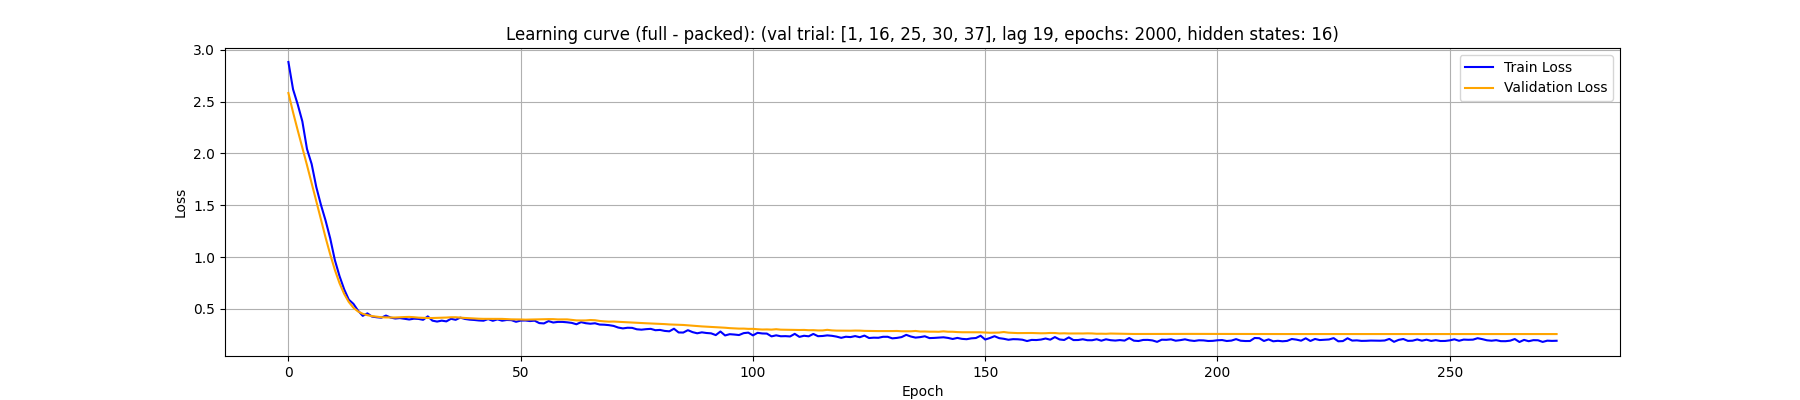 Learning curve (full - packed): (val trial: [1, 16, 25, 30, 37], lag 19, epochs: 2000, hidden states: 16)
3.0
2.5
2.0
1.5
1.0
0.5
Loss
Train Loss
Validation Loss
0
50
100
150
200
250
Epoch